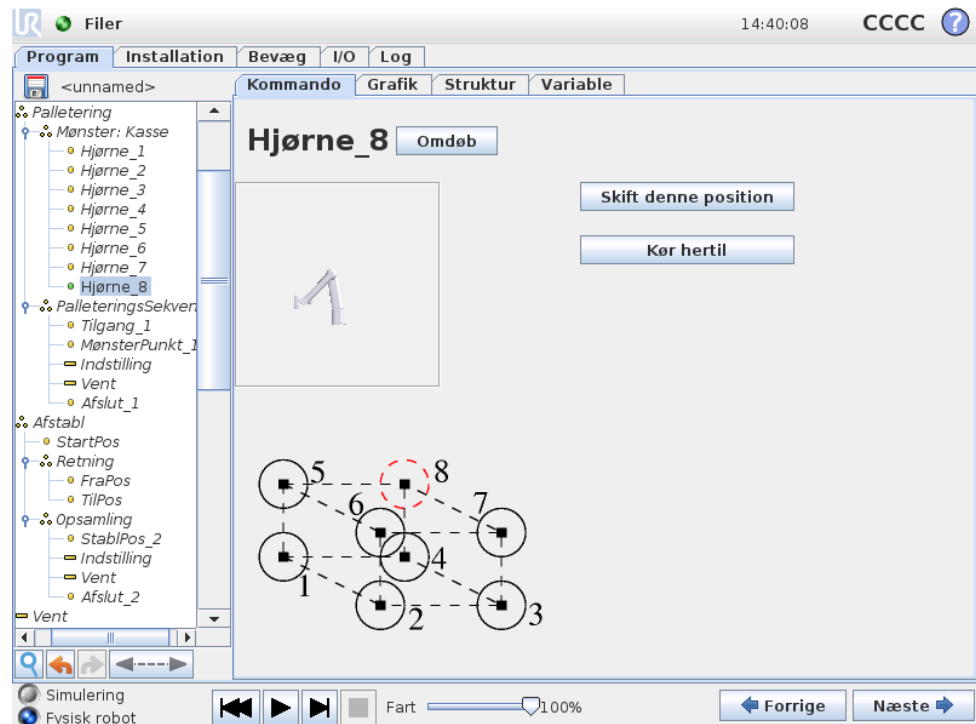 UR Filer 14:40:08 CCCC ?
Program Installation Bevæg I/O Log
<unnamed>
Kommando Grafik Struktur Variable
Palletering
Mønster: Kasse
Hjørne_1
Hjørne_2
Hjørne_3
Hjørne_4
Hjørne_5
Hjørne_6
Hjørne_7
Hjørne_8
PalleteringsSekven
Tilgang_1
MønsterPunkt_1
Indstilling
Vent
Afslut_1
Afstabl
StartPos
Retning
FraPos
TilPos
Opsamling
StablPos_2
Indstilling
Vent
Afslut_2
Vent
Hjørne_8 Omdøb
Skift denne position
Kør hertil
5 8
6 7
1 4
2 3
Simulering
Fysisk robot
Fart 100%
Forrige Næste